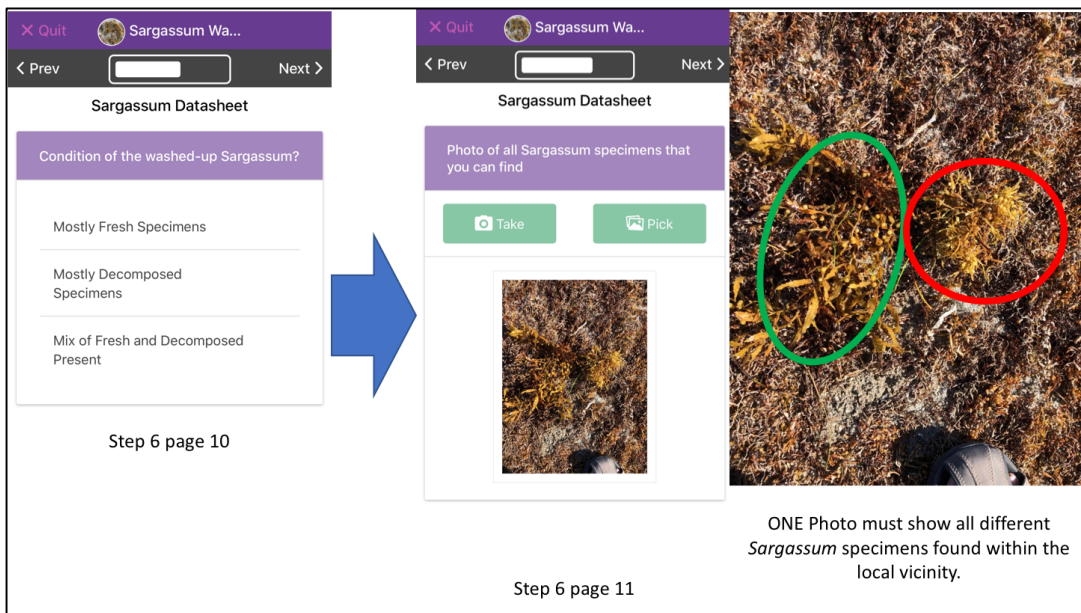 X Quit
Sargassum Wa...
< Prev
Next >
Sargassum Datasheet
Condition of the washed-up Sargassum?
Mostly Fresh Specimens
Mostly Decomposed
Specimens
Mix of Fresh and Decomposed
Present
Step 6 page 10
X Quit
Sargassum Wa...
< Prev
Next >
Sargassum Datasheet
Photo of all Sargassum specimens that
you can find
Take
Pick
Step 6 page 11
ONE Photo must show all different
Sargassum specimens found within the
local vicinity.